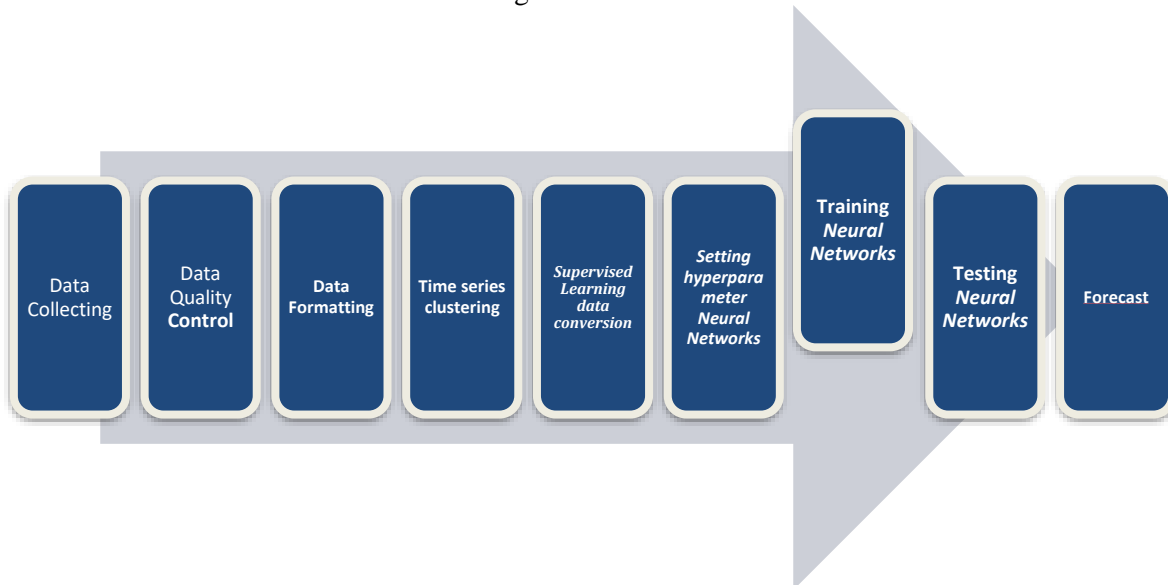 g
Data
Collecting
Data
Quality
Control
Data
Formatting
Time series
clustering
Supervised
Learning
data
conversion
Setting
hyperpara
meter
Neural
Networks
Training
Neural
Networks
Testing
Neural
Networks
Forecast